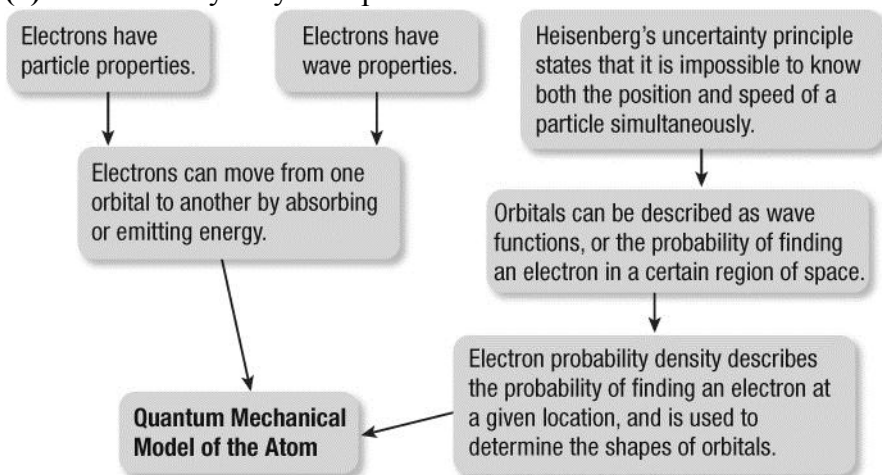 Electrons have
particle properties.
Electrons have
wave properties.
Heisenberg's uncertainty principle
states that it is impossible to know
both the position and speed of a
particle simultaneously.
Electrons can move from one
orbital to another by absorbing
or emitting energy.
Orbitals can be described as wave
functions, or the probability of finding
an electron in a certain region of space.
Electron probability density describes
the probability of finding an electron at
a given location, and is used to
determine the shapes of orbitals.
Quantum Mechanical
Model of the Atom